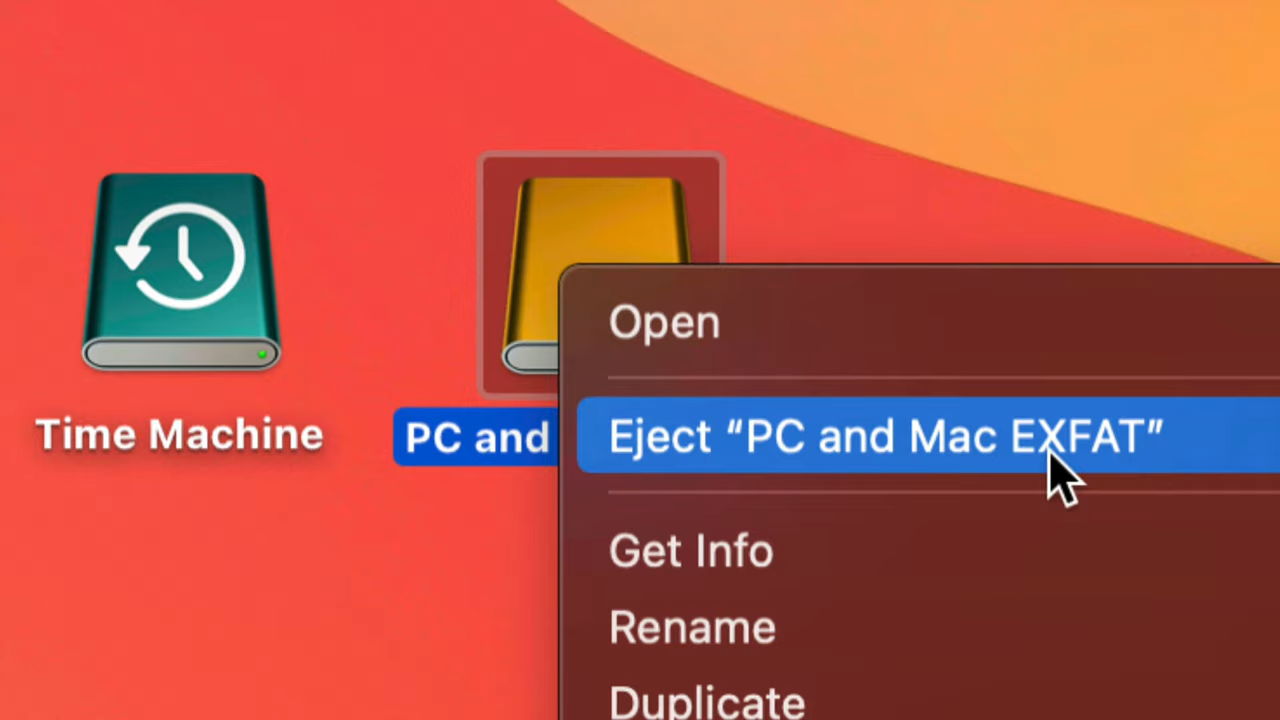 Time Machine
PC and
Open
Eject “PC and Mac EXFAT”
Get Info
Rename
Duplicate